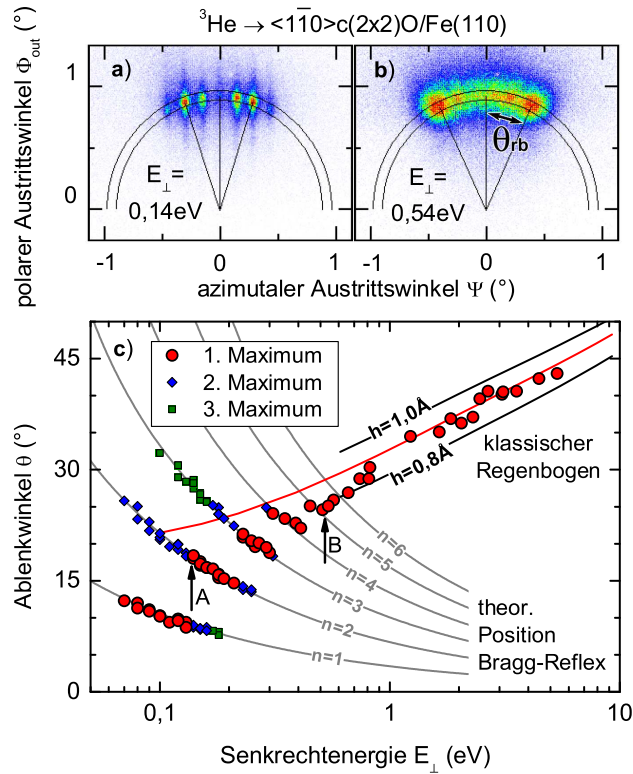 ³He → <11̅0>c(2x2)O/Fe(110)
polarer Austrittswinkel Φout (°)
1
0
a)
E⊥=
0,14eV
b)
θrb
E⊥=
0,54eV
-1
0
1
-1
0
1
azimutaler Austrittswinkel Ψ (°)
Ablenkwinkel θ (°)
45
30
15
0
c)
1. Maximum
2. Maximum
3. Maximum
h=1,0Å
h=0,8Å
klassischer
Regenbogen
A
B
n=6
n=5
n=4
n=3
n=2
n=1
theor.
Position
Bragg-Reflex
0,1
1
10
Senkrechtenergie E⊥ (eV)